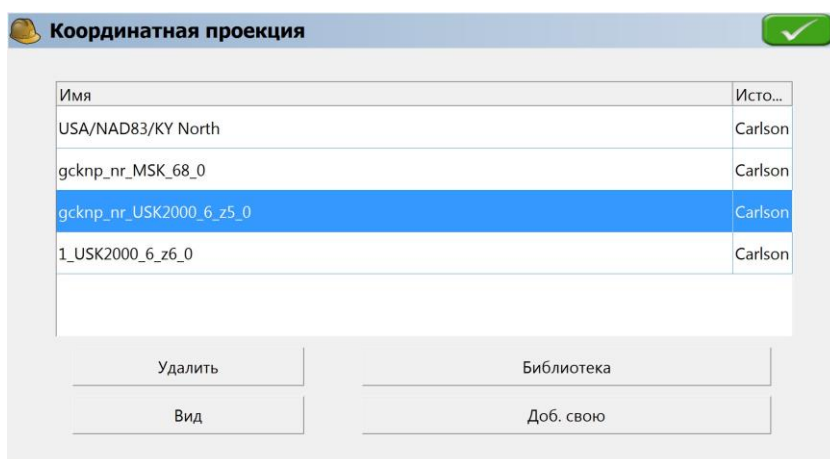 Координатная проекция
Имя Исто...
USA/NAD83/KY North Carlson
gcknp_nr_MSK_68_0 Carlson
gcknp_nr_USK2000_6_z5_0 Carlson
1_USK2000_6_z6_0 Carlson
Удалить Библиотека
Вид Доб. свою